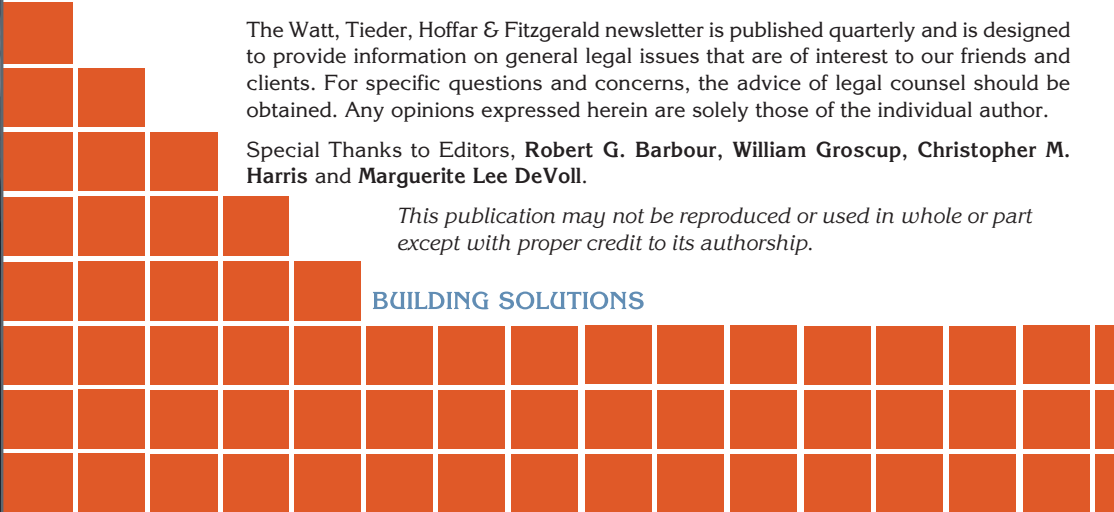 The Watt, Tieder, Hoffar & Fitzgerald newsletter is published quarterly and is designed
to provide information on general legal issues that are of interest to our friends and
clients. For specific questions and concerns, the advice of legal counsel should be
obtained. Any opinions expressed herein are solely those of the individual author.
Special Thanks to Editors, Robert G. Barbour, William Groscup, Christopher M.
Harris and Marguerite Lee DeVoll.
This publication may not be reproduced or used in whole or part
except with proper credit to its authorship.
BUILDING SOLUTIONS